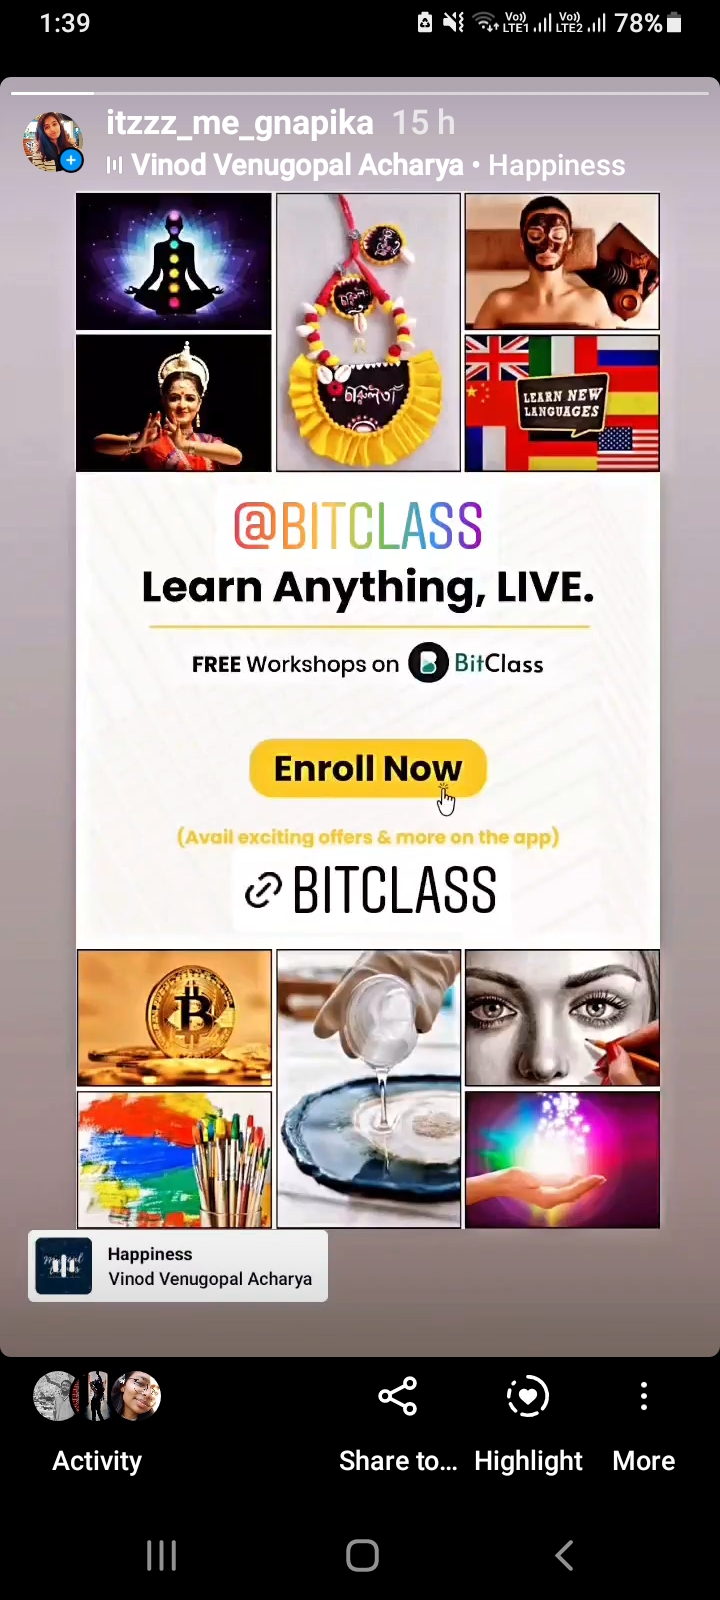 1:39
Vo)) LTE1 Vo)) LTE2 78%
itzzz_me_gnapika 15 h
Vinod Venugopal Acharya • Happiness
চারুলতা
LEARN NEW
LANGUAGES
@BITCLASS
Learn Anything, LIVE.
FREE Workshops on BitClass
Enroll Now
(Avail exciting offers & more on the app)
BITCLASS
Happiness
Vinod Venugopal Acharya
Activity
Share to... Highlight More